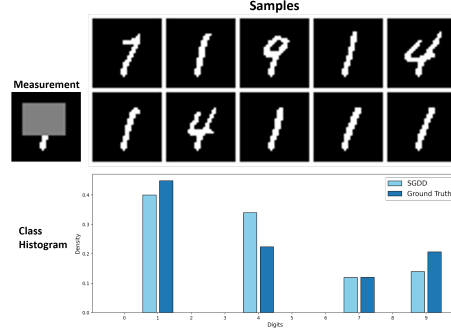 Samples
Measurement
Class
Histogram
Density
0.4
0.3
0.2
0.1
0.0
SGDD
Ground Truth
0 1 2 3 4 5 6 7 8 9
Digits